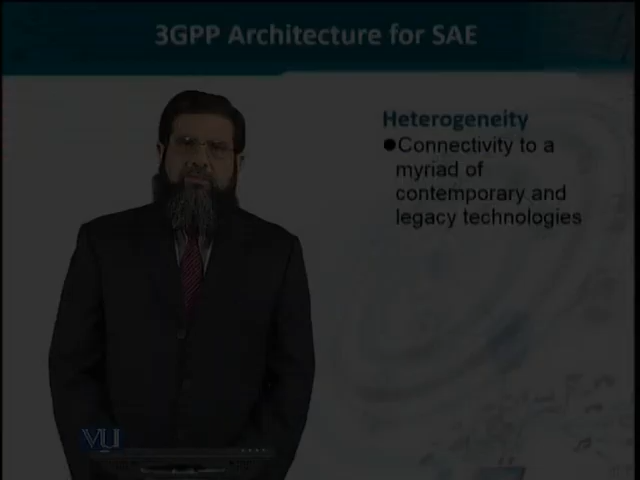 3GPP Architecture for SAE
Heterogeneity
●Connectivity to a
myriad of
contemporary and
legacy technologies
VU